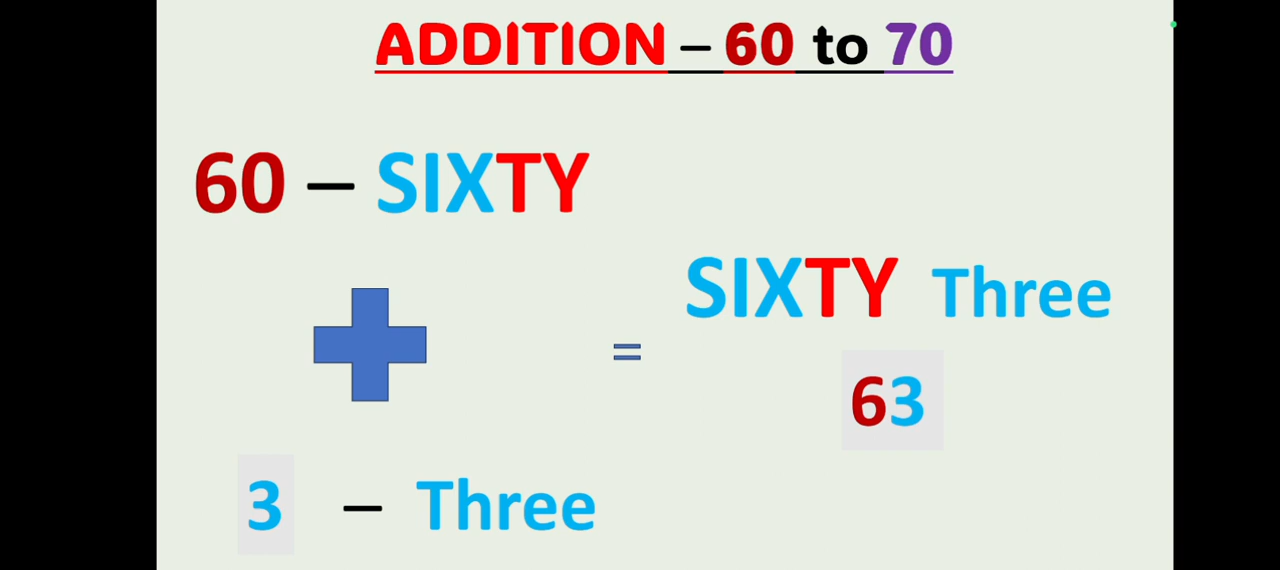 ADDITION – 60 to 70
60 – SIXTY
= SIXTY Three
63
3 – Three